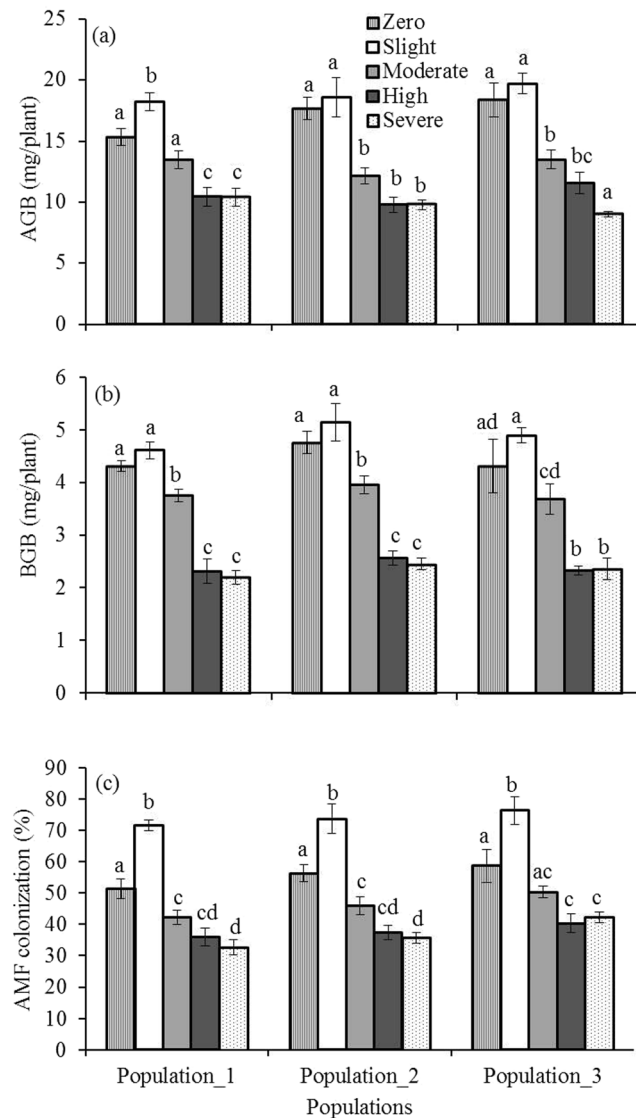 (a)
Zero
Slight
Moderate
High
Severe
25
20
15
10
5
0
AGB (mg/plant)
a b a c c
a a b b b
a a b bc a
(b)
6
5
4
3
2
1
0
BGB (mg/plant)
a a b c c
a a b c c
ad a cd b b
(c)
90
80
70
60
50
40
30
20
10
0
AMF colonization (%)
a b c cd d
a b c cd d
a b ac c c
Population_1 Population_2 Population_3
Populations